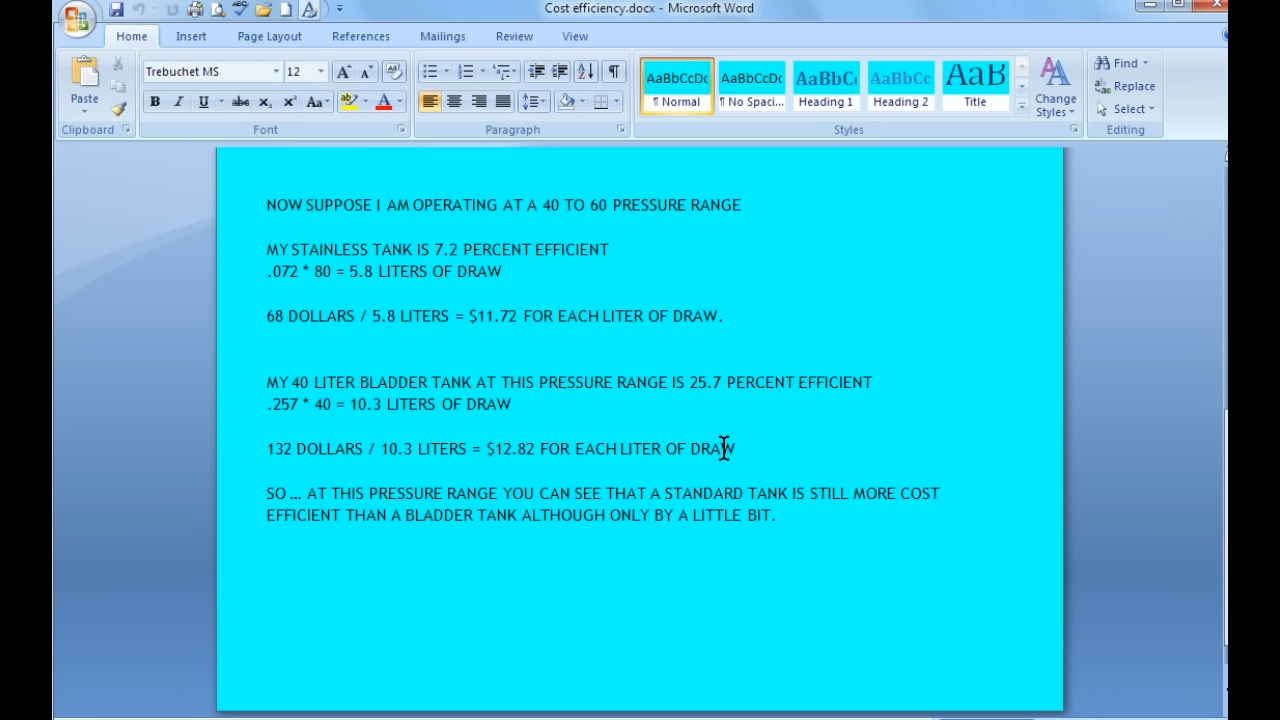 Cost efficiency.docx - Microsoft Word
Home Insert Page Layout References Mailings Review View
Trebuchet MS 12
Paste
B I U abc X₂ X² Aa A
AaBbCcDc AaBbCcDc AaBbC AaBbCc AaB
¶ Normal ¶ No Spaci... Heading 1 Heading 2 Title
Change Styles
Find
Replace
Select
Clipboard Font Paragraph Styles Editing
NOW SUPPOSE I AM OPERATING AT A 40 TO 60 PRESSURE RANGE
MY STAINLESS TANK IS 7.2 PERCENT EFFICIENT
.072 * 80 = 5.8 LITERS OF DRAW
68 DOLLARS / 5.8 LITERS = $11.72 FOR EACH LITER OF DRAW.
MY 40 LITER BLADDER TANK AT THIS PRESSURE RANGE IS 25.7 PERCENT EFFICIENT
.257 * 40 = 10.3 LITERS OF DRAW
132 DOLLARS / 10.3 LITERS = $12.82 FOR EACH LITER OF DRAW
SO ... AT THIS PRESSURE RANGE YOU CAN SEE THAT A STANDARD TANK IS STILL MORE COST
EFFICIENT THAN A BLADDER TANK ALTHOUGH ONLY BY A LITTLE BIT.